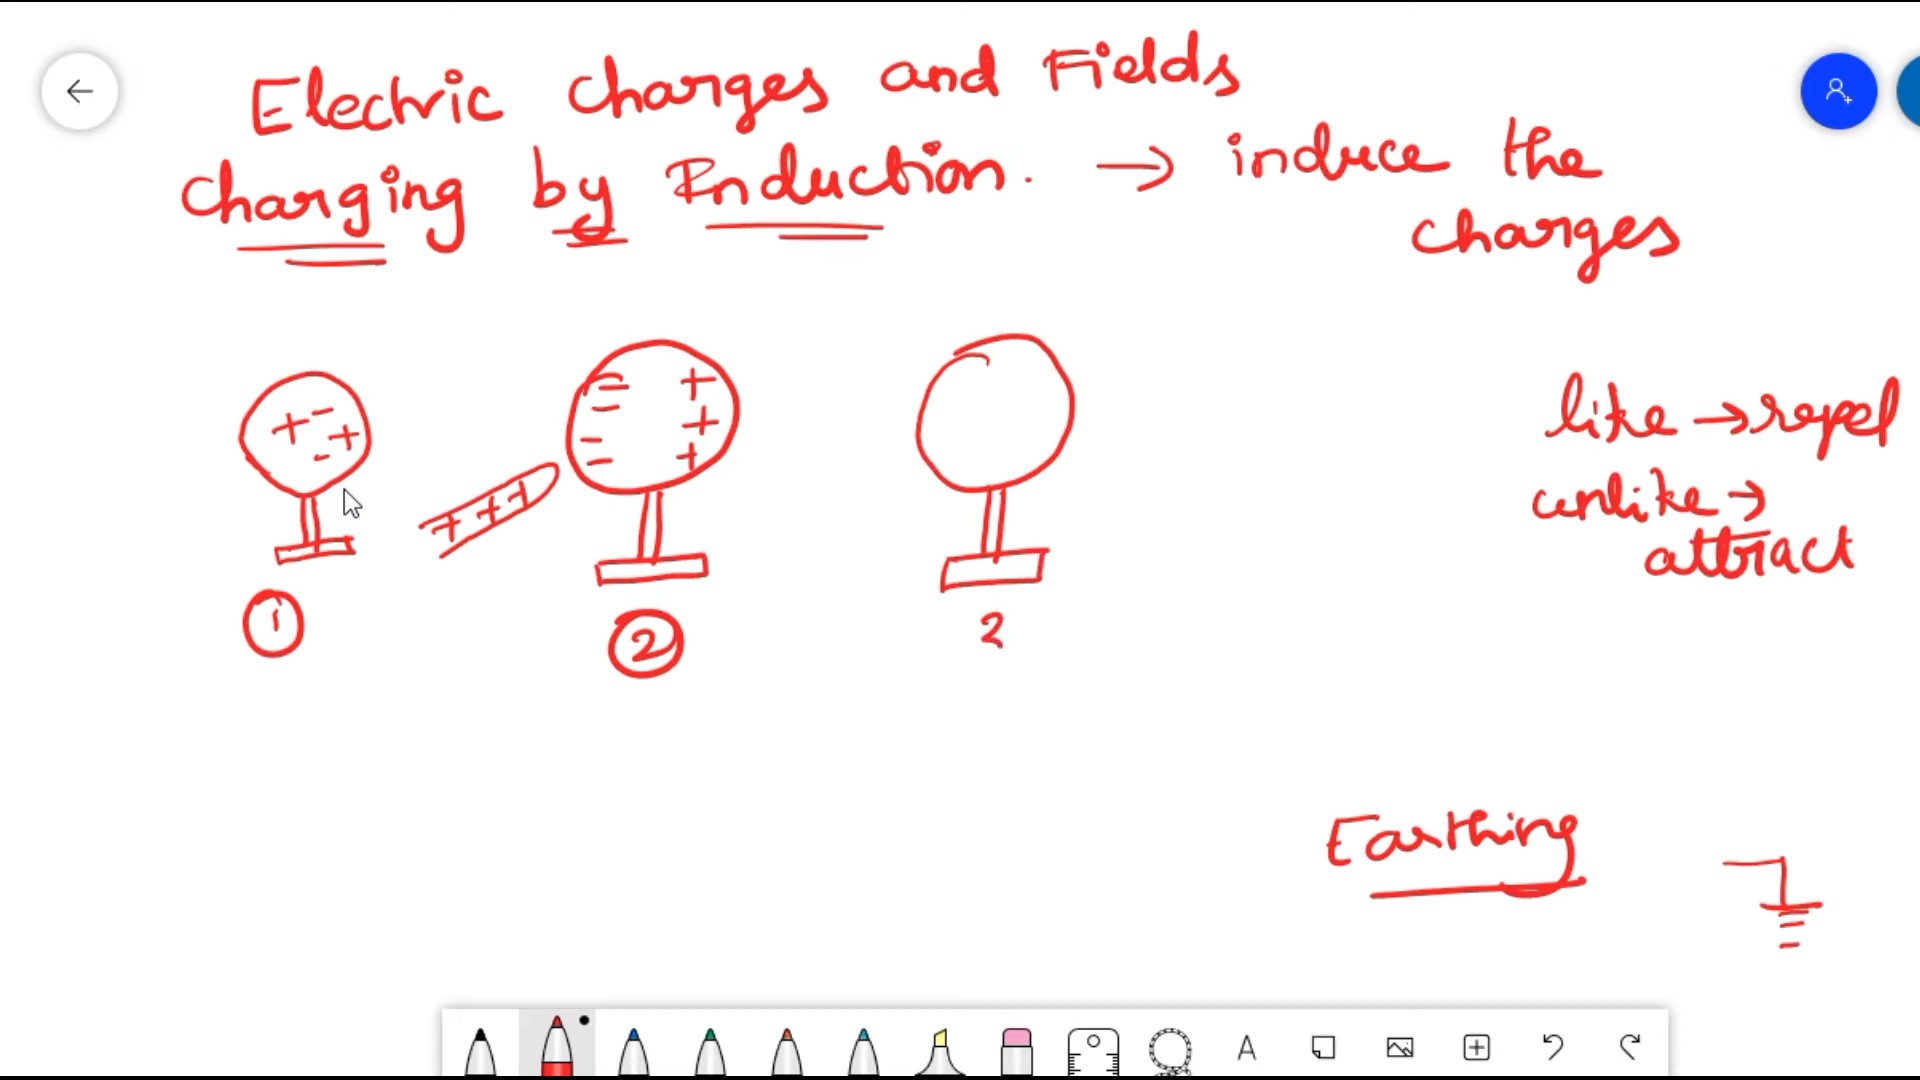 Electric charges and Fields
charging by Induction. → induce the
charges
+ - + -
- - - - + + +
+ + +
like → repel
unlike →
attract
1
2
2
Earthing
A